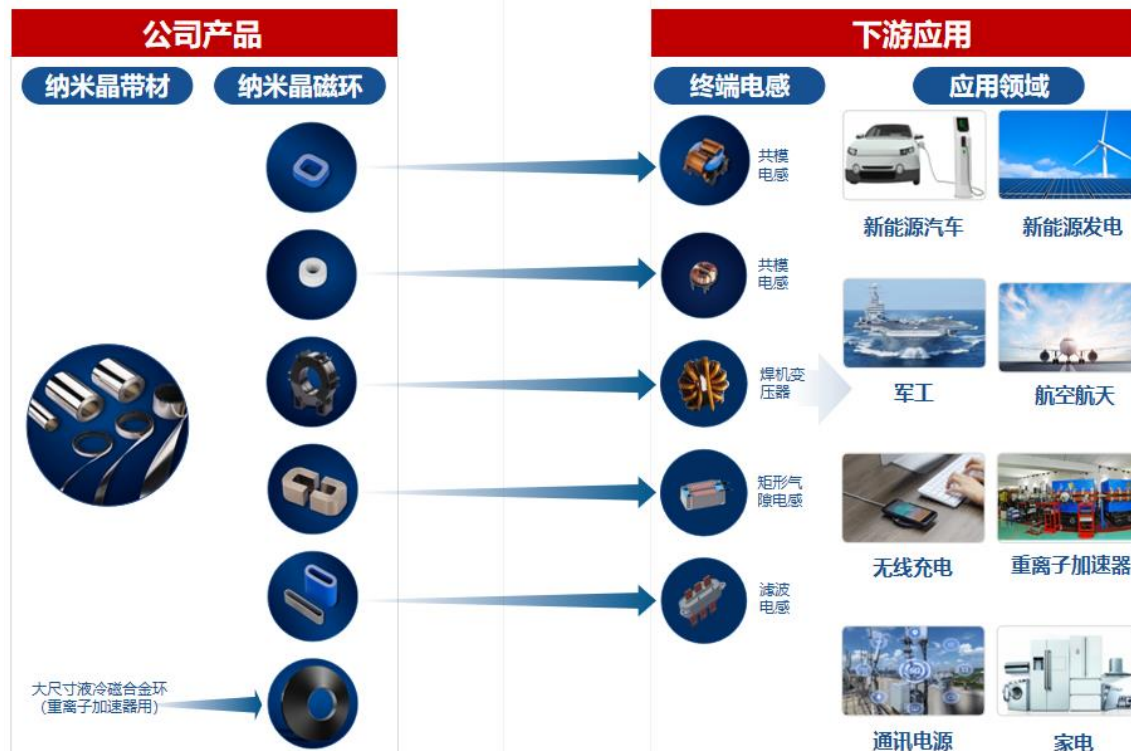 公司产品
下游应用
纳米晶带材
纳米晶磁环
终端电感
应用领域
共模
电感
新能源汽车
新能源发电
共模
电感
军工
航空航天
焊机变
压器
矩形气
隙电感
无线充电
重离子加速器
滤波
电感
大尺寸液冷磁合金环
(重离子加速器用)
通讯电源
家电